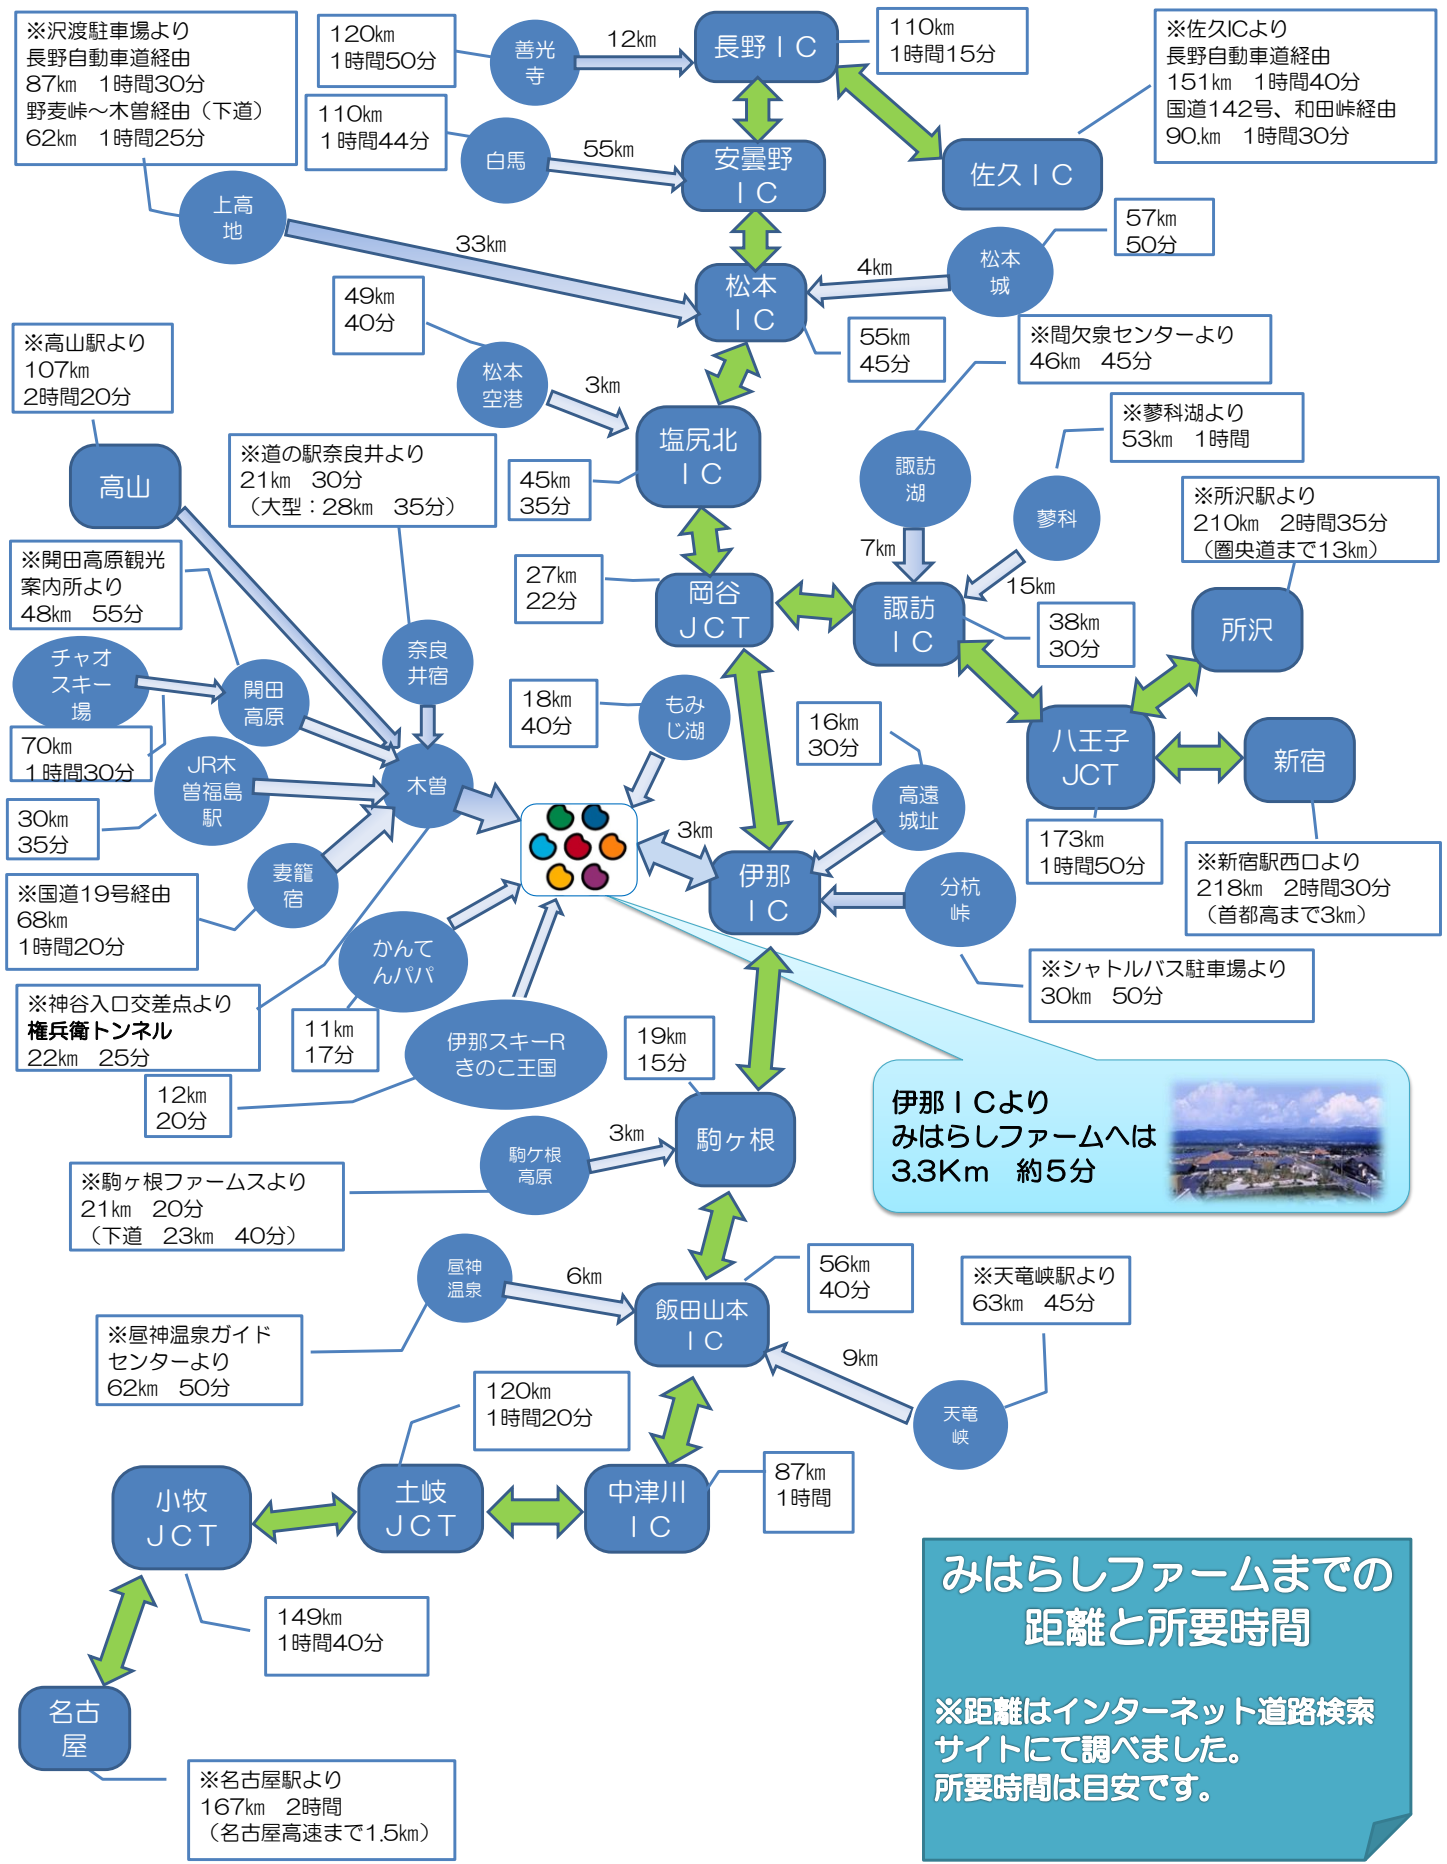 ※沢渡駐車場より
長野自動車道経由
87㎞　1時間30分
野麦峠～木曽経由（下道）
62㎞　1時間25分
120㎞
1時間50分
善光
寺
12㎞
長野ＩＣ
110㎞
1時間15分
※佐久ICより
長野自動車道経由
151㎞　1時間40分
国道142号、和田峠経由
90.㎞　1時間30分
110㎞
1時間44分
白馬
55㎞
安曇野
ＩＣ
佐久ＩＣ
上高
地
33㎞
松本
ＩＣ
4㎞
松本
城
57㎞
50分
49㎞
40分
55㎞
45分
※間欠泉センターより
46㎞　45分
※高山駅より
107㎞
2時間20分
松本
空港
3㎞
塩尻北
ＩＣ
45㎞
35分
※蓼科湖より
53㎞　1時間
高山
※道の駅奈良井より
21㎞　30分
（大型：28㎞　35分）
諏訪
湖
7㎞
蓼科
15㎞
※所沢駅より
210㎞　2時間35分
（圏央道まで13㎞）
※開田高原観光
案内所より
48㎞　55分
27㎞
22分
岡谷
ＪＣＴ
諏訪
ＩＣ
38㎞
30分
所沢
チャオ
スキー
場
開田
高原
奈良
井宿
70㎞
1時間30分
18㎞
40分
もみ
じ湖
16㎞
30分
八王子
JCT
新宿
JR木
曽福島
駅
木曽
30㎞
35分
3㎞
高遠
城址
173㎞
1時間50分
※新宿駅西口より
218㎞　2時間30分
（首都高まで3㎞）
妻籠
宿
※国道19号経由
68㎞
1時間20分
伊那
ＩＣ
分杭
峠
かんて
んパパ
※シャトルバス駐車場より
30㎞　50分
※神谷入口交差点より
権兵衛トンネル
22㎞　25分
11㎞
17分
伊那スキーR
きのこ王国
19㎞
15分
12㎞
20分
伊那ＩＣより
みはらしファームへは
3.3Ｋｍ　約５分
駒ケ根
高原
3㎞
駒ヶ根
※駒ヶ根ファームスより
21㎞　20分
（下道　23㎞　40分）
昼神
温泉
6㎞
飯田山本
ＩＣ
56㎞
40分
※天竜峡駅より
63㎞　45分
※昼神温泉ガイド
センターより
62㎞　50分
9㎞
天竜
峡
120㎞
1時間20分
小牧
ＪＣＴ
土岐
ＪＣＴ
中津川
ＩＣ
87㎞
1時間
149㎞
1時間40分
名古
屋
※名古屋駅より
167㎞　2時間
（名古屋高速まで1.5㎞）
みはらしファームまでの
距離と所要時間
※距離はインターネット道路検索
サイトにて調べました。
所要時間は目安です。